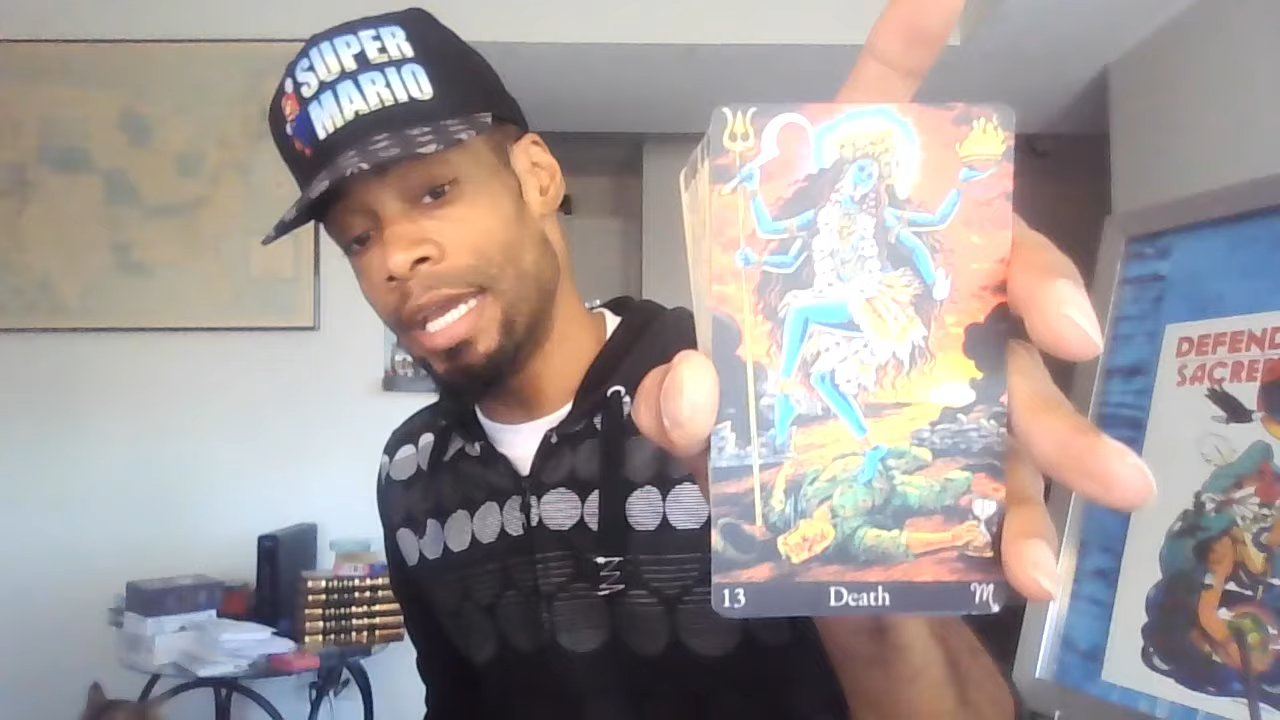 SUPER
MARIO
13 Death ♏
DEFEND
SACRE